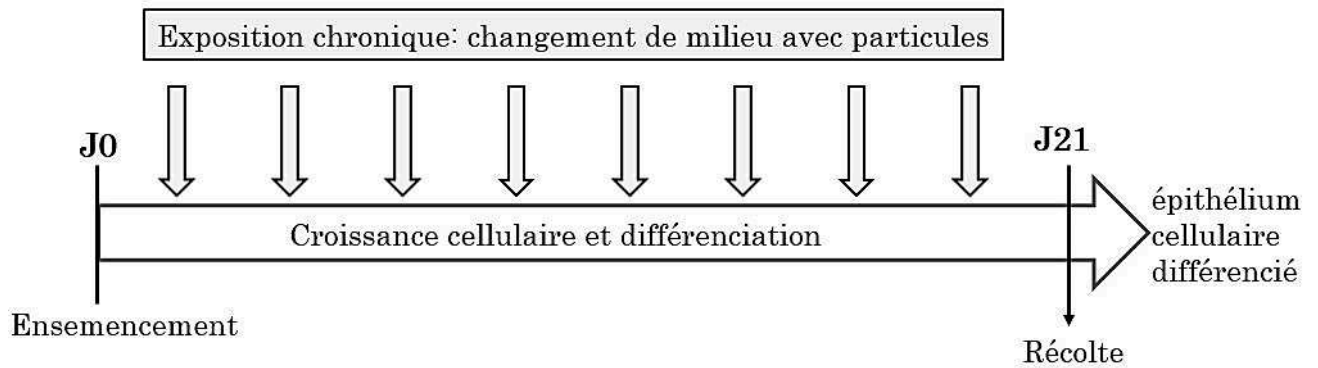 Exposition chronique: changement de milieu avec particules
J0
J21
Croissance cellulaire et différenciation
épithélium
cellulaire
différencié
Ensemencement
Récolte